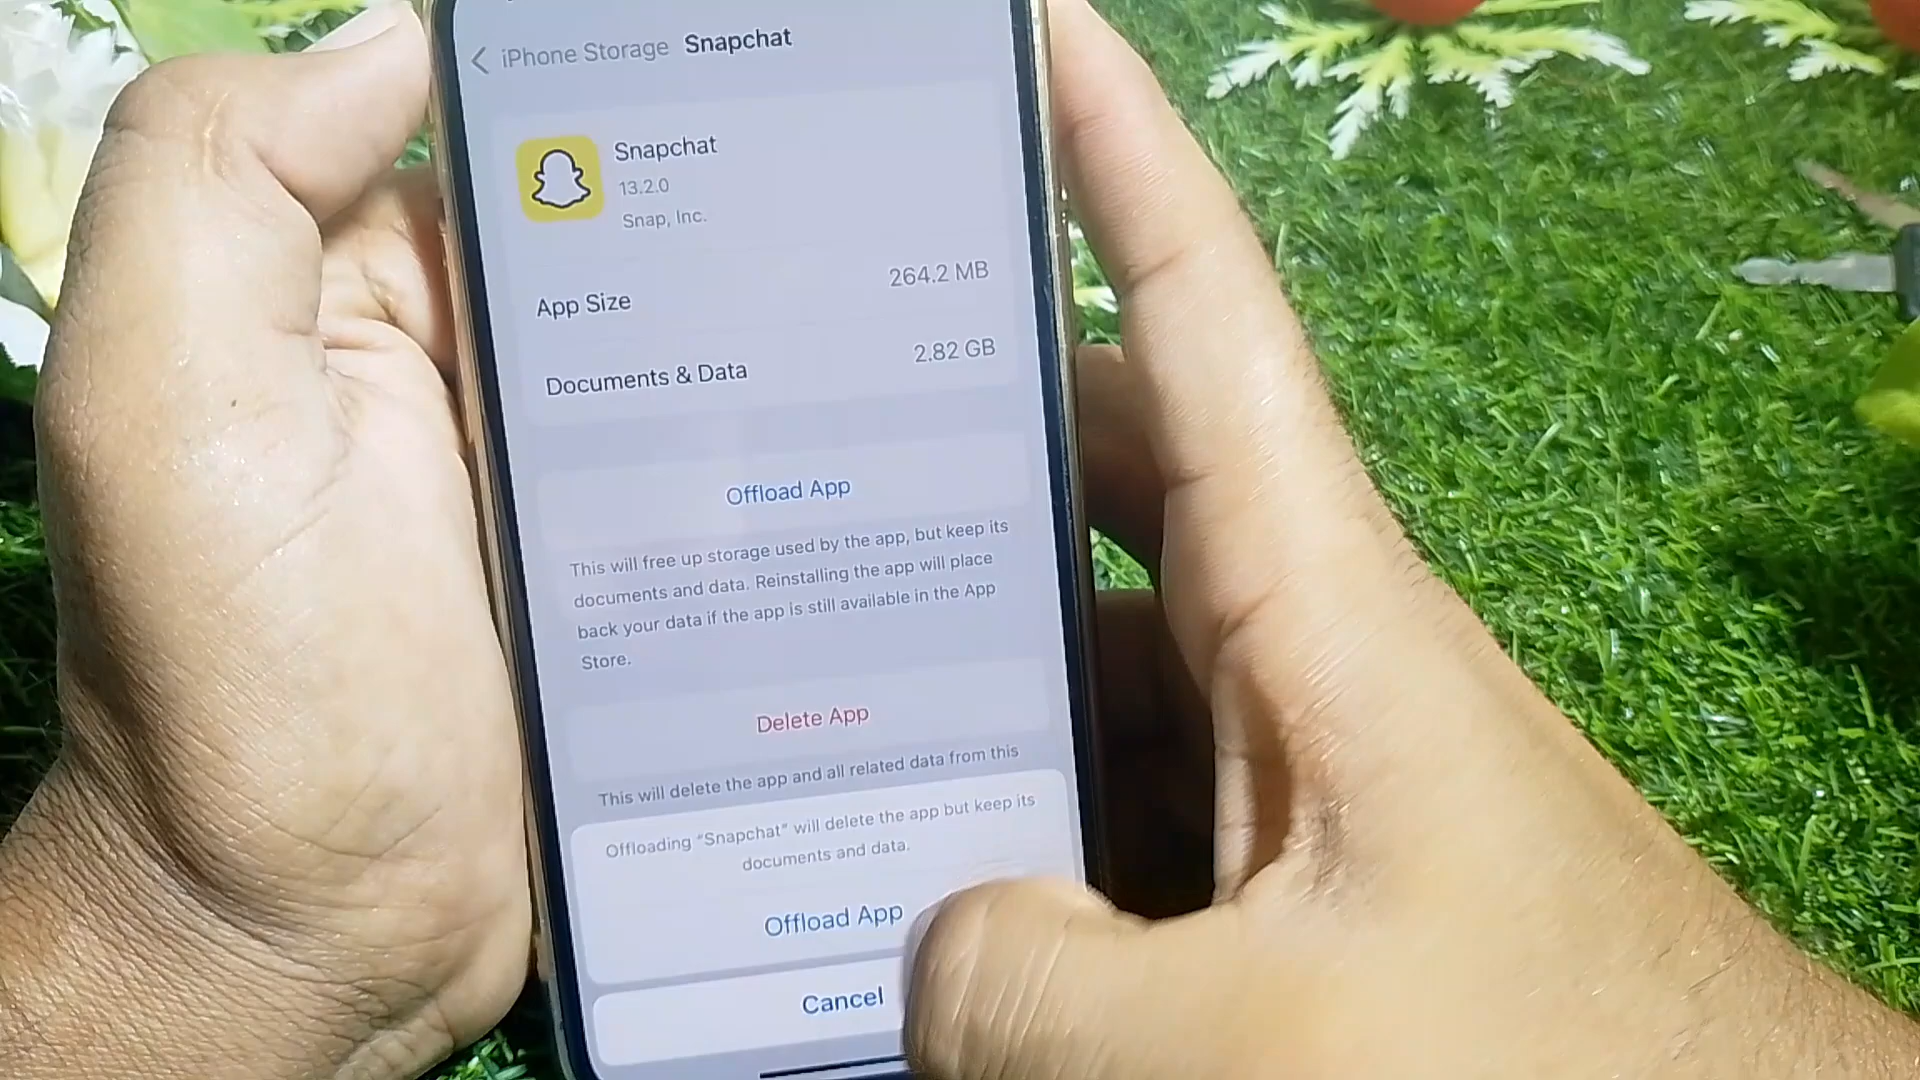 iPhone Storage Snapchat
Snapchat
13.2.0
Snap, Inc.
App Size 264.2 MB
Documents & Data 2.82 GB
Offload App
This will free up storage used by the app, but keep its
documents and data. Reinstalling the app will place
back your data if the app is still available in the App
Store.
Delete App
This will delete the app and all related data from this
Offloading "Snapchat" will delete the app but keep its
documents and data.
Offload App
Cancel